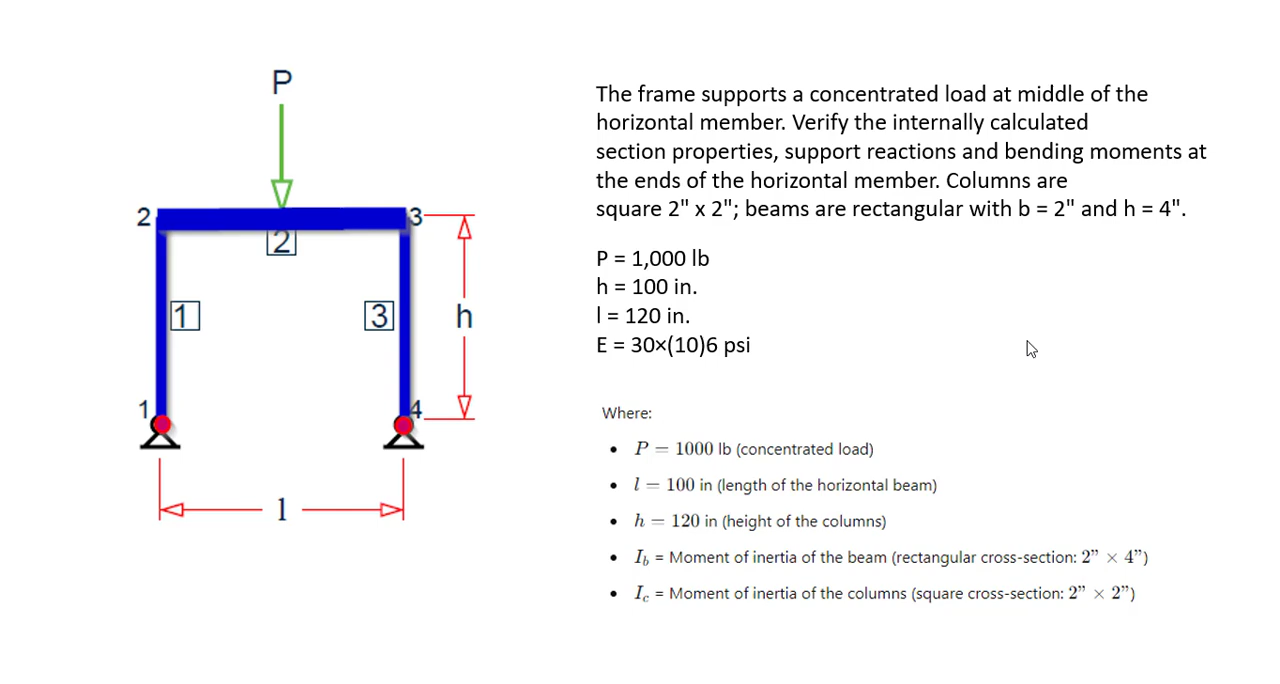 P
2
3
2
1
3
h
1
4
l
The frame supports a concentrated load at middle of the
horizontal member. Verify the internally calculated
section properties, support reactions and bending moments at
the ends of the horizontal member. Columns are
square 2" x 2"; beams are rectangular with b = 2" and h = 4".
P = 1,000 lb
h = 100 in.
l = 120 in.
E = 30×(10)6 psi
Where:
• P = 1000 lb (concentrated load)
• l = 100 in (length of the horizontal beam)
• h = 120 in (height of the columns)
• I_b = Moment of inertia of the beam (rectangular cross-section: 2” × 4”)
• I_c = Moment of inertia of the columns (square cross-section: 2” × 2”)